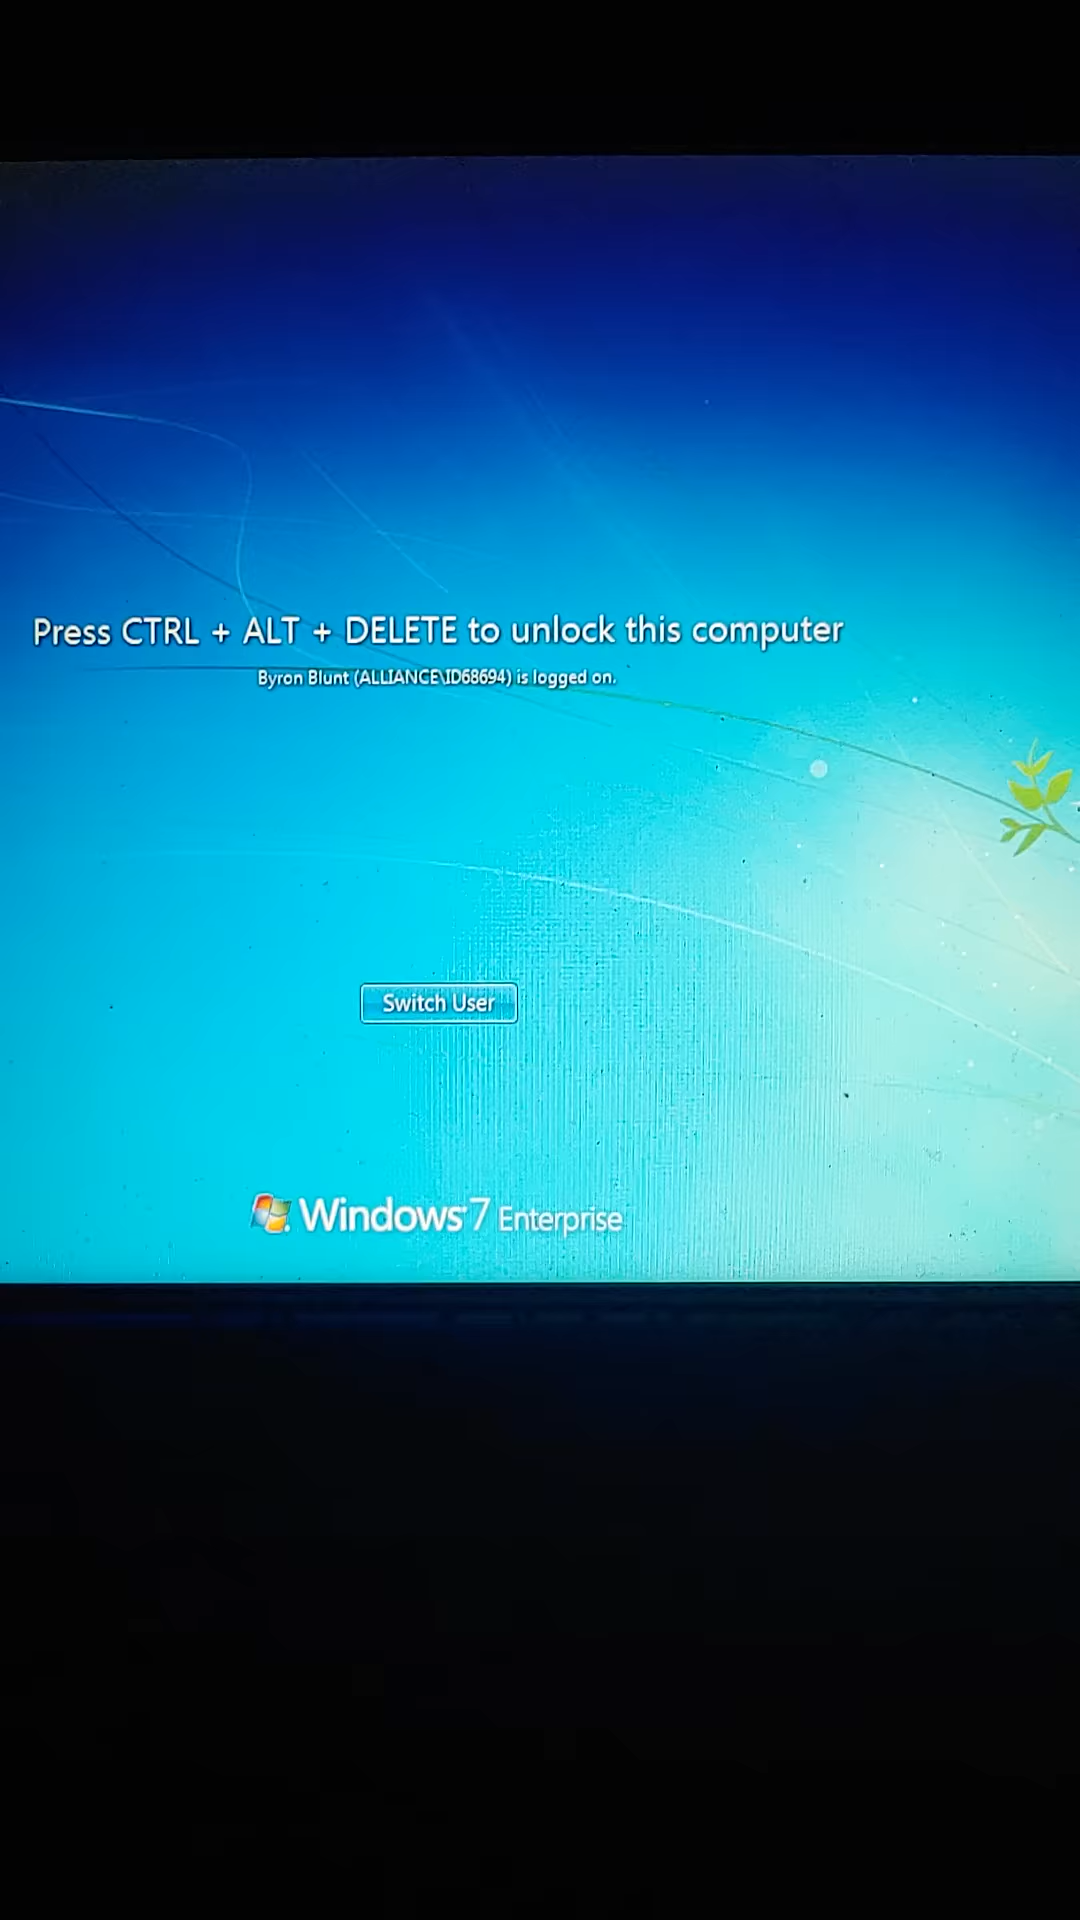 Press CTRL + ALT + DELETE to unlock this computer
Byron Blunt (ALLIANCE\ID68694) is logged on.
Switch User
Windows 7 Enterprise